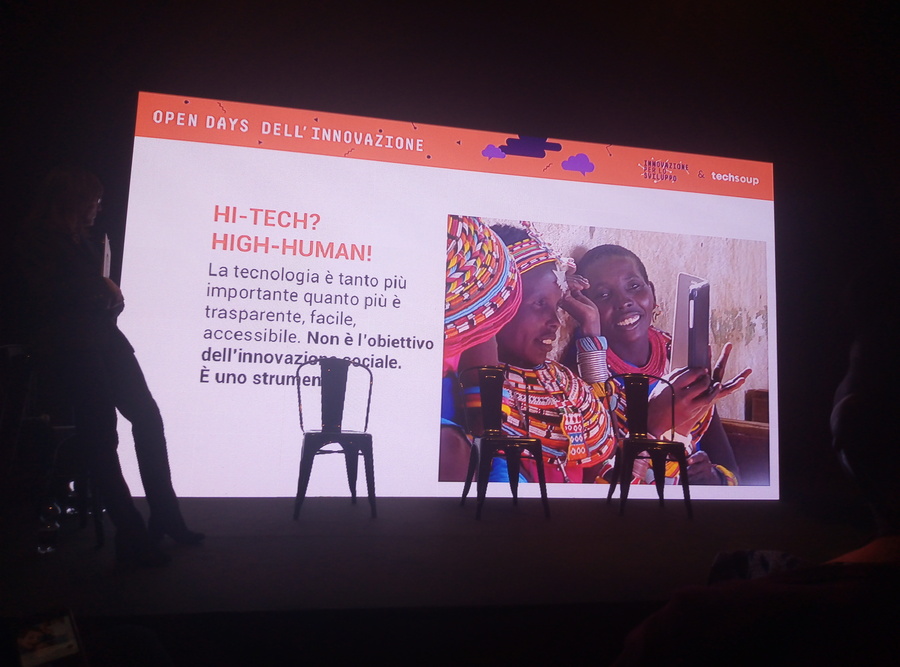 OPEN DAYS DELL'INNOVAZIONE
INNOVAZIONE
PER LO
SVILUPPO
& techsoup
HI-TECH?
HIGH-HUMAN!
La tecnologia è tanto più
importante quanto più è
trasparente, facile,
accessibile. Non è l'obiettivo
dell'innovazione sociale.
È uno strumen